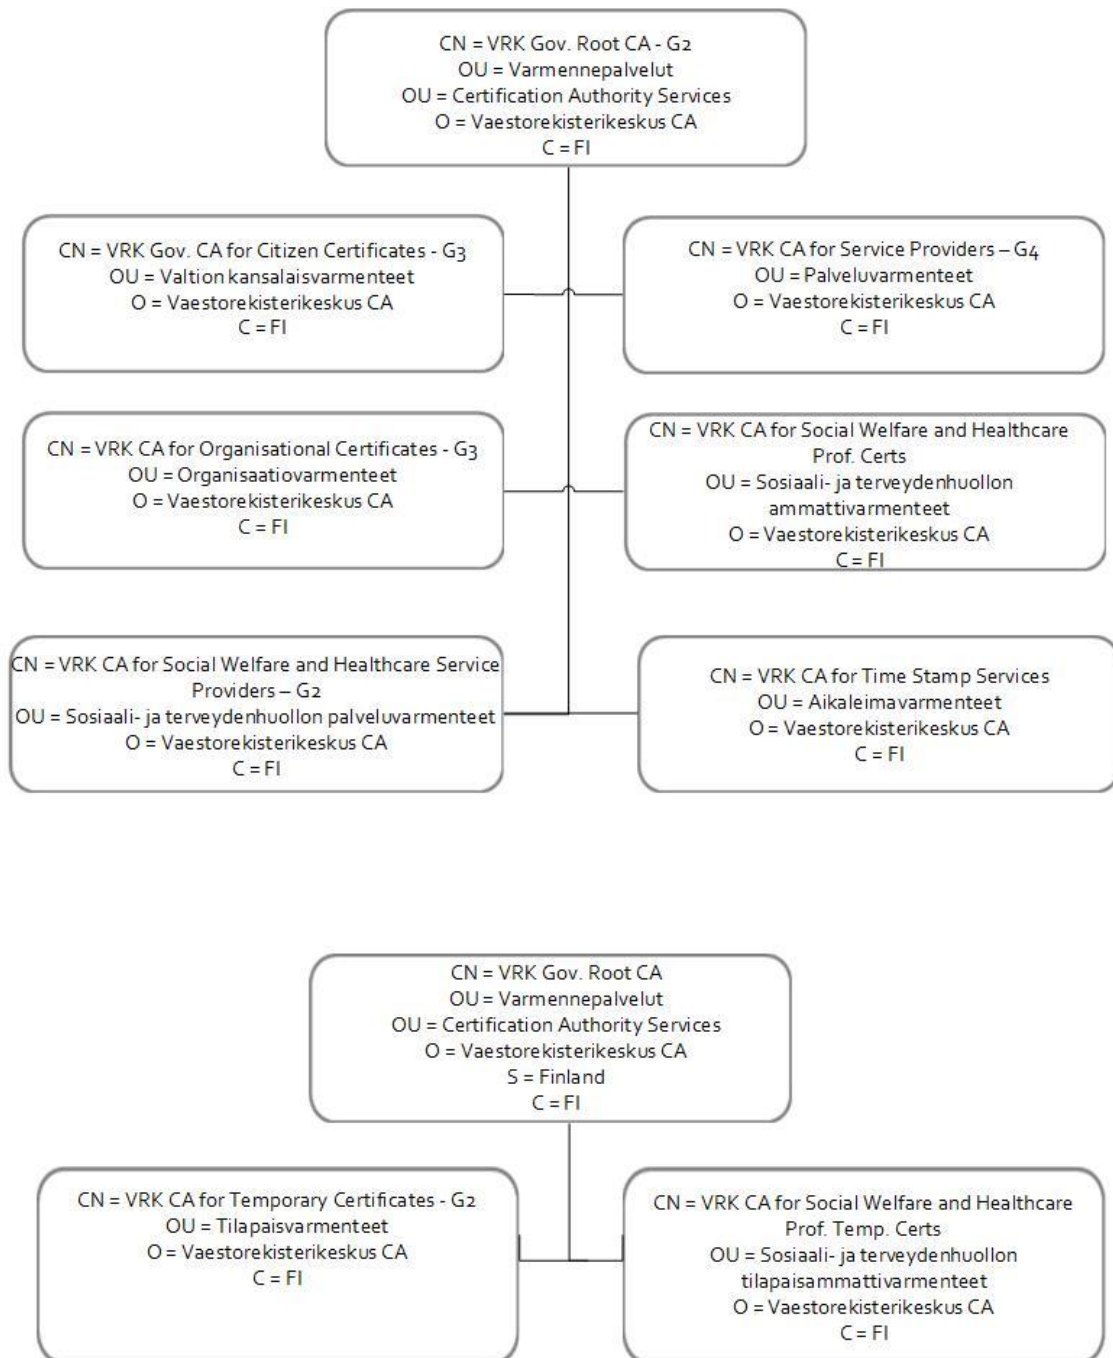 CN = VRK Gov. Root CA - G2
OU = Varmennepalvelut
OU = Certification Authority Services
O = Vaestorekisterikeskus CA
C = FI
CN = VRK Gov. CA for Citizen Certificates - G3
OU = Valtion kansalaisvarmenteet
O = Vaestorekisterikeskus CA
C = FI
CN = VRK CA for Service Providers – G4
OU = Palveluvarmenteet
O = Vaestorekisterikeskus CA
C = FI
CN = VRK CA for Organisational Certificates - G3
OU = Organisaatiovarmenteet
O = Vaestorekisterikeskus CA
C = FI
CN = VRK CA for Social Welfare and Healthcare
Prof. Certs
OU = Sosiaali- ja terveydenhuollon
ammattivarmenteet
O = Vaestorekisterikeskus CA
C = FI
CN = VRK CA for Social Welfare and Healthcare Service
Providers – G2
OU = Sosiaali- ja terveydenhuollon palveluvarmenteet
O = Vaestorekisterikeskus CA
C = FI
CN = VRK CA for Time Stamp Services
OU = Aikaleimavarmenteet
O = Vaestorekisterikeskus CA
C = FI
CN = VRK Gov. Root CA
OU = Varmennepalvelut
OU = Certification Authority Services
O = Vaestorekisterikeskus CA
S = Finland
C = FI
CN = VRK CA for Temporary Certificates - G2
OU = Tilapaisvarmenteet
O = Vaestorekisterikeskus CA
C = FI
CN = VRK CA for Social Welfare and Healthcare
Prof. Temp. Certs
OU = Sosiaali- ja terveydenhuollon
tilapaisammattivarmenteet
O = Vaestorekisterikeskus CA
C = FI